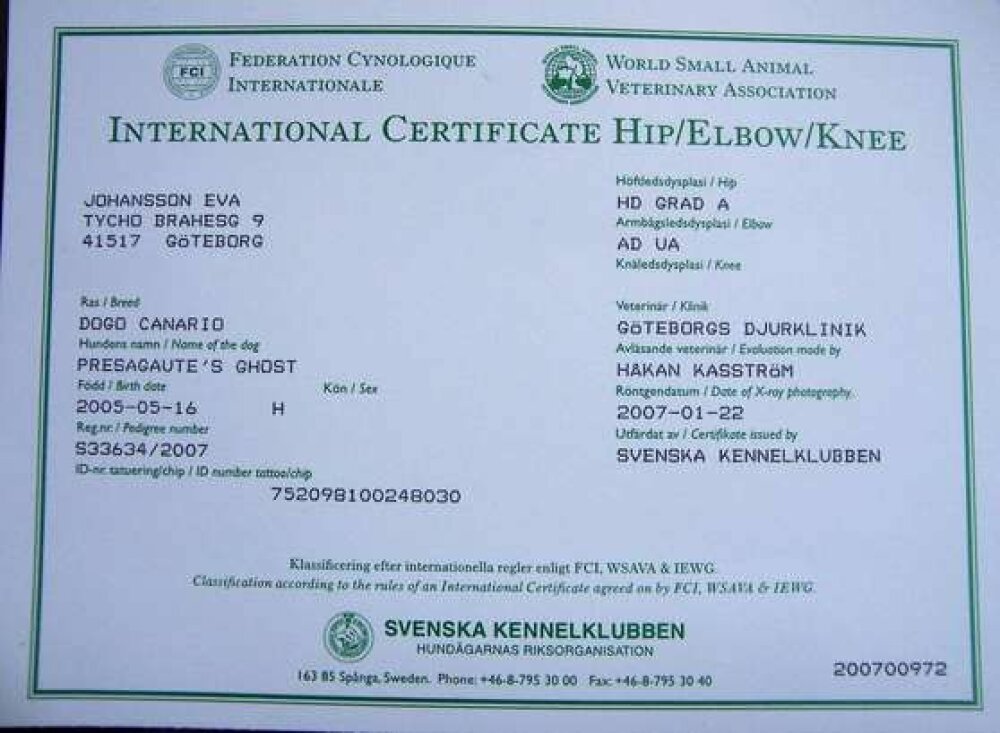 FCI
FEDERATION CYNOLOGIQUE
INTERNATIONALE
WORLD SMALL ANIMAL
VETERINARY ASSOCIATION
INTERNATIONAL CERTIFICATE HIP/ELBOW/KNEE
JOHANSSON EVA
TYCHO BRAHESG 9
41517 GöTEBORG
Höftledsdysplasi / Hip
HD GRAD A
Armbågsledsdysplasi / Elbow
AD UA
Knäledsdysplasi / Knee
Ras / Breed
DOGO CANARIO
Hundens namn / Name of the dog
PRESAGAUTE'S GHOST
Född / Birth date
Kön / Sex
2005-05-16 H
Reg.nr. / Pedigree number
S33634/2007
ID-nr. tatuering/chip / ID number tattoo/chip
752098100248030
Veterinär / Klinik
GöTEBORGS DJURKLINIK
Avläsande veterinär / Evaluation made by
HÅKAN KASSTRöM
Röntgendatum / Date of X-ray photography
2007-01-22
Utfärdat av / Certifikate issued by
SVENSKA KENNELKLUBBEN
Klassificering efter internationella regler enligt FCI, WSAVA & IEWG.
Classification according to the rules of an International Certificate agreed on by FCI, WSAVA & IEWG.
SVENSKA KENNELKLUBBEN
HUNDÄGARNAS RIKSORGANISATION
163 85 Spånga, Sweden. Phone: +46-8-795 30 00 Fax: +46-8-795 30 40
200700972